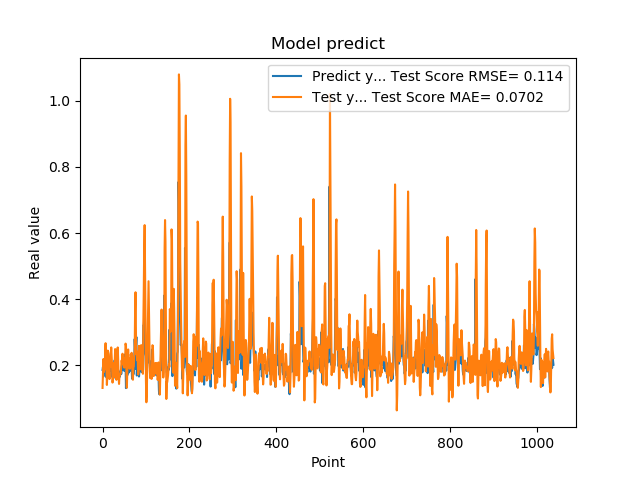 Model predict
Predict y... Test Score RMSE= 0.114
Test y... Test Score MAE= 0.0702
Real value
1.0
0.8
0.6
0.4
0.2
0
200
400
600
800
1000
Point